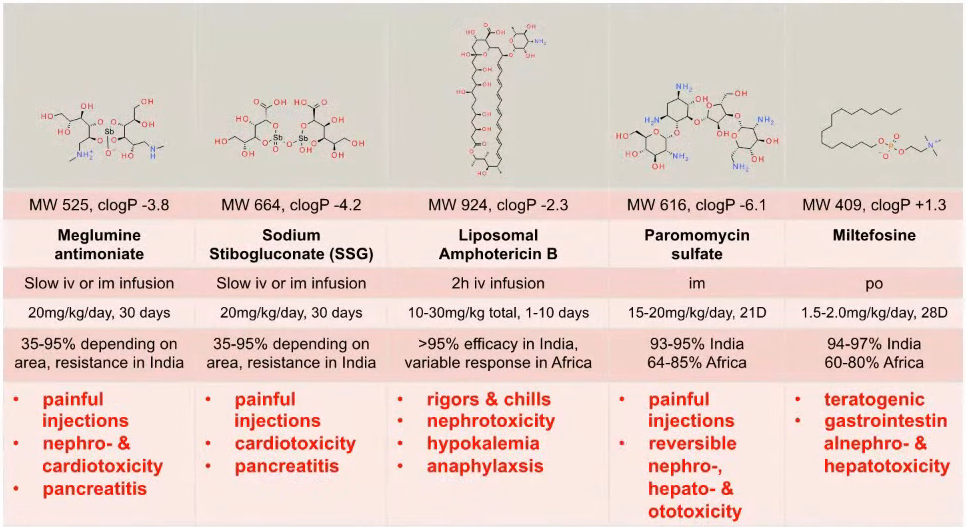 MW 525, clogP -3.8
MW 664, clogP -4.2
MW 924, clogP -2.3
MW 616, clogP -6.1
MW 409, clogP +1.3
Meglumine
antimoniate
Sodium
Stibogluconate (SSG)
Liposomal
Amphotericin B
Paromomycin
sulfate
Miltefosine
Slow iv or im infusion
Slow iv or im infusion
2h iv infusion
im
po
20mg/kg/day, 30 days
20mg/kg/day, 30 days
10-30mg/kg total, 1-10 days
15-20mg/kg/day, 21D
1.5-2.0mg/kg/day, 28D
35-95% depending on
area, resistance in India
35-95% depending on
area, resistance in India
>95% efficacy in India,
variable response in Africa
93-95% India
64-85% Africa
94-97% India
60-80% Africa
• painful
injections
• nephro- &
cardiotoxicity
• pancreatitis
• painful
injections
• cardiotoxicity
• pancreatitis
• rigors & chills
• nephrotoxicity
• hypokalemia
• anaphylaxsis
• painful
injections
• reversible
nephro-,
hepato- &
ototoxicity
• teratogenic
• gastrointestin
alnephro- &
hepatotoxicity